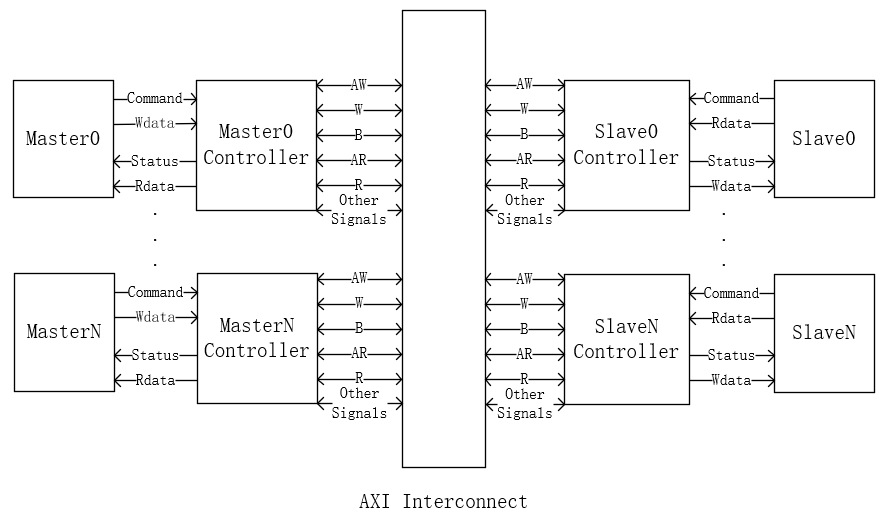 Master0
Command
Wdata
Status
Rdata
Master0
Controller
AW
W
B
AR
R
Other
Signals
AW
W
B
AR
R
Other
Signals
Slave0
Controller
Command
Rdata
Status
Wdata
Slave0
.
.
.
.
.
.
MasterN
Command
Wdata
Status
Rdata
MasterN
Controller
AW
W
B
AR
R
Other
Signals
AW
W
B
AR
R
Other
Signals
SlaveN
Controller
Command
Rdata
Status
Wdata
SlaveN
AXI Interconnect